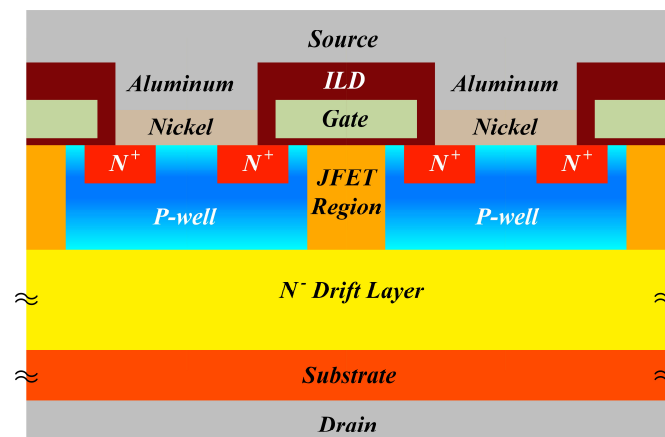 Source
Aluminum
ILD
Aluminum
Gate
Nickel
Nickel
N+
N+
JFET
Region
N+
N+
P-well
P-well
N- Drift Layer
Substrate
Drain